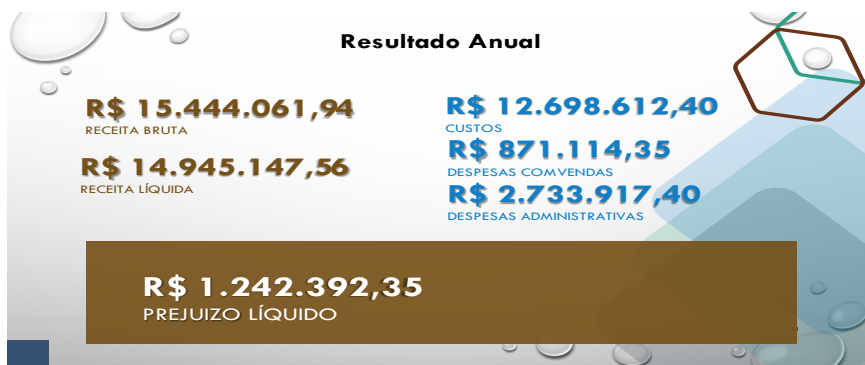 Resultado Anual
R$ 15.444.061,94
RECEITA BRUTA
R$ 14.945.147,56
RECEITA LÍQUIDA
R$ 12.698.612,40
CUSTOS
R$ 871.114,35
DESPESAS COMVENDAS
R$ 2.733.917,40
DESPESAS ADMINISTRATIVAS
R$ 1.242.392,35
PREJUIZO LÍQUIDO